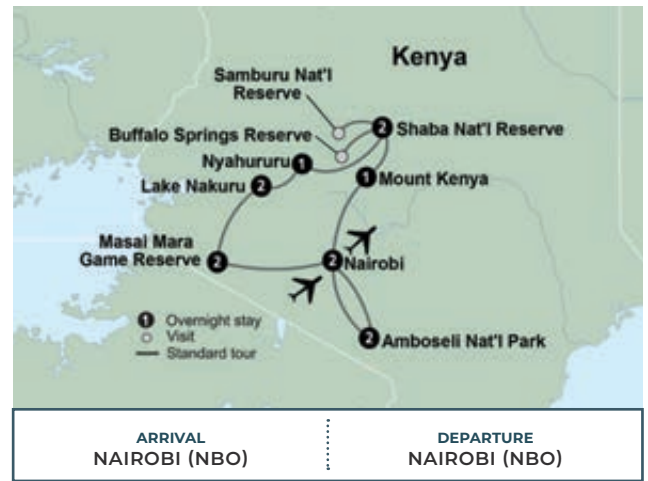 Kenya
Samburu Nat'l
Reserve
2 Shaba Nat'l Reserve
Buffalo Springs Reserve
Nyahururu 1
Lake Nakuru 2
1 Mount Kenya
Masai Mara
Game Reserve 2
2 Nairobi
2 Amboseli Nat'l Park
1 Overnight stay
Visit
Standard tour
ARRIVAL
NAIROBI (NBO)
DEPARTURE
NAIROBI (NBO)